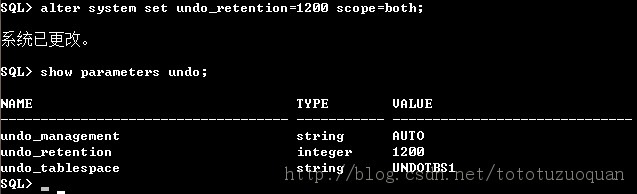 SQL> alter system set undo_retention=1200 scope=both;
系统已更改。
SQL> show parameters undo;
NAME TYPE VALUE
------------------------------------ ----------- ------------------------------
undo_management string AUTO
undo_retention integer 1200
undo_tablespace string UNDOTBS1
SQL>
http://blog.csdn.net/tototuzuoquan